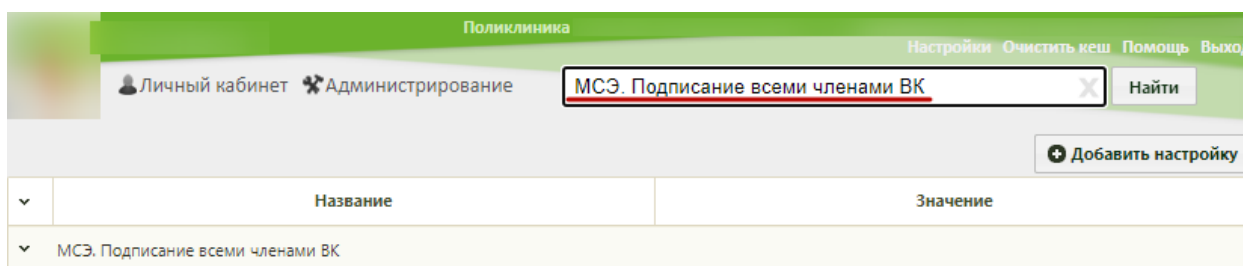 Поликлиника
Настройки Очистить кеш Помощь Выход
Личный кабинет Администрирование МСЭ. Подписание всеми членами ВК X Найти
Добавить настройку
Название Значение
МСЭ. Подписание всеми членами ВК